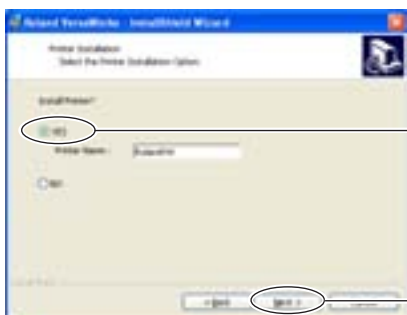 Roland VersaWorks - InstallShield Wizard
Printer Installation
Select the Printer Installation Option.
Install Printer?
Yes
Printer Name :
No
< Back
Next >
Cancel